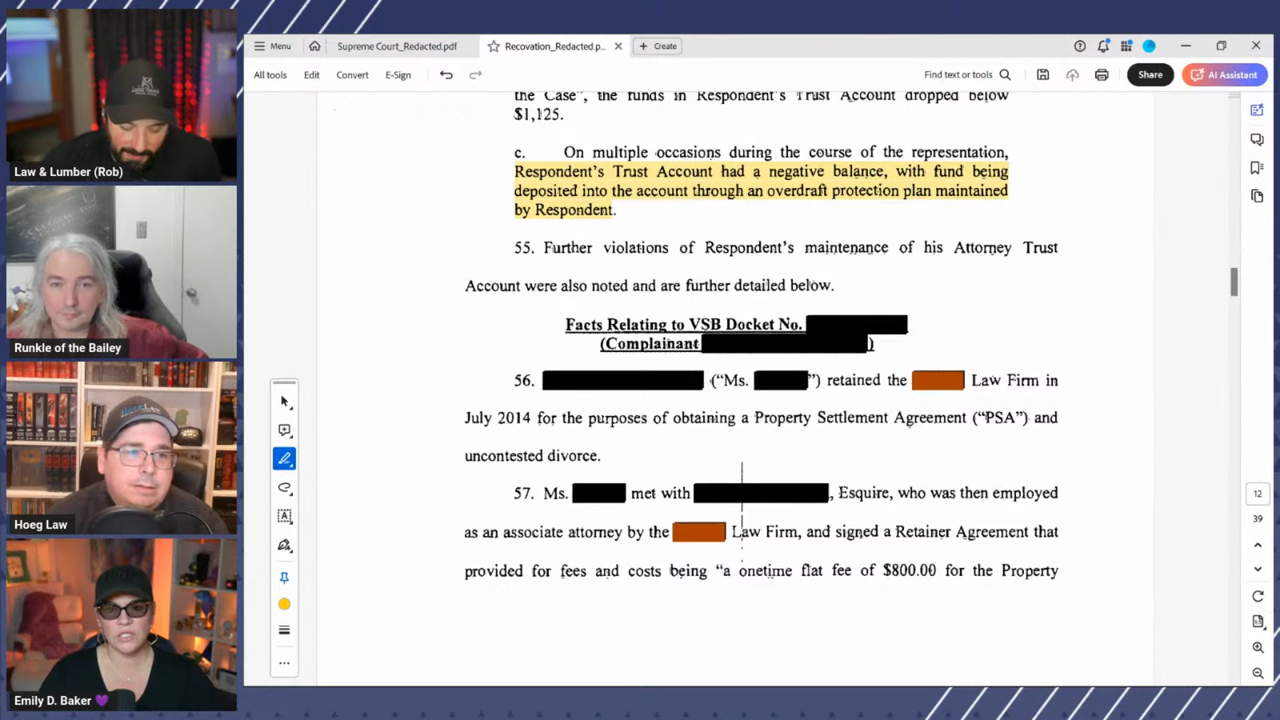 Law & Lumber (Rob)
Runkle of the Bailey
Hoeg Law
Emily D. Baker 💜
Menu
Supreme Court_Redacted.pdf
Recovation_Redacted.p...
Create
All tools
Edit
Convert
E-Sign
Find text or tools
Share
AI Assistant
the Case", the funds in Respondent's Trust Account dropped below
$1,125.
c. On multiple occasions during the course of the representation,
Respondent's Trust Account had a negative balance, with fund being
deposited into the account through an overdraft protection plan maintained
by Respondent.
55. Further violations of Respondent's maintenance of his Attorney Trust
Account were also noted and are further detailed below.
Facts Relating to VSB Docket No.
(Complainant )
56. ("Ms. ") retained the Law Firm in
July 2014 for the purposes of obtaining a Property Settlement Agreement ("PSA") and
uncontested divorce.
57. Ms. met with , Esquire, who was then employed
as an associate attorney by the Law Firm, and signed a Retainer Agreement that
provided for fees and costs being "a onetime flat fee of $800.00 for the Property
12
39